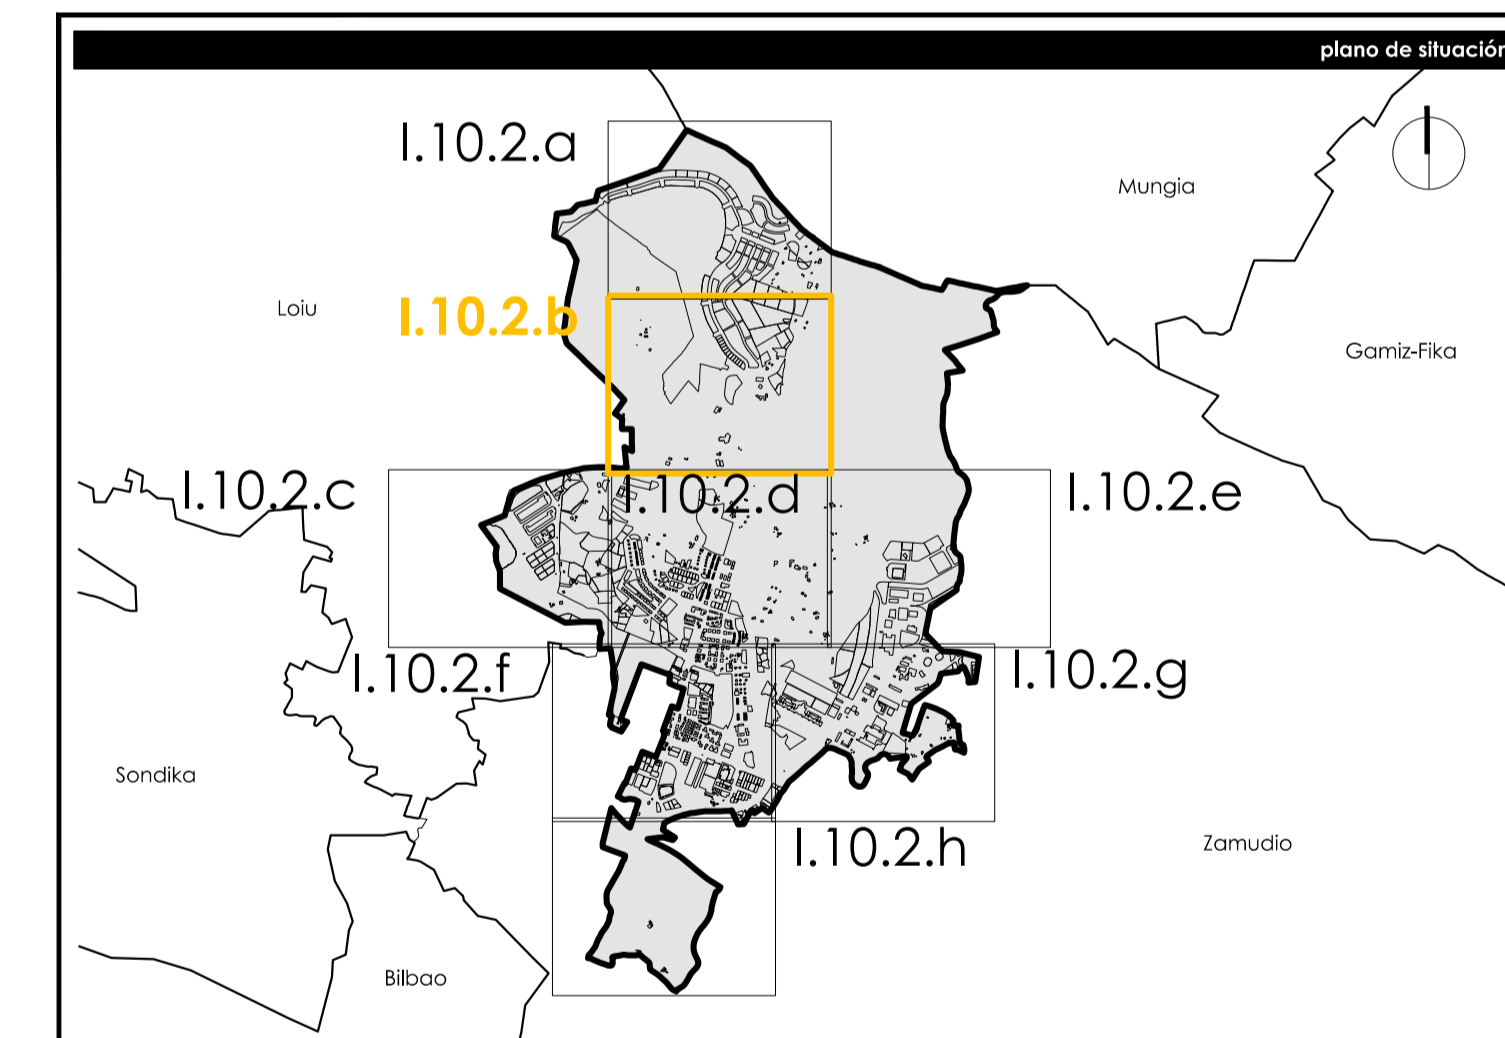 plano de situación
I.10.2.a
Mungia
Loiu
I.10.2.b
Gamiz-Fika
I.10.2.c
I.10.2.d
I.10.2.e
I.10.2.f
I.10.2.g
Sondika
I.10.2.h
Zamudio
Bilbao